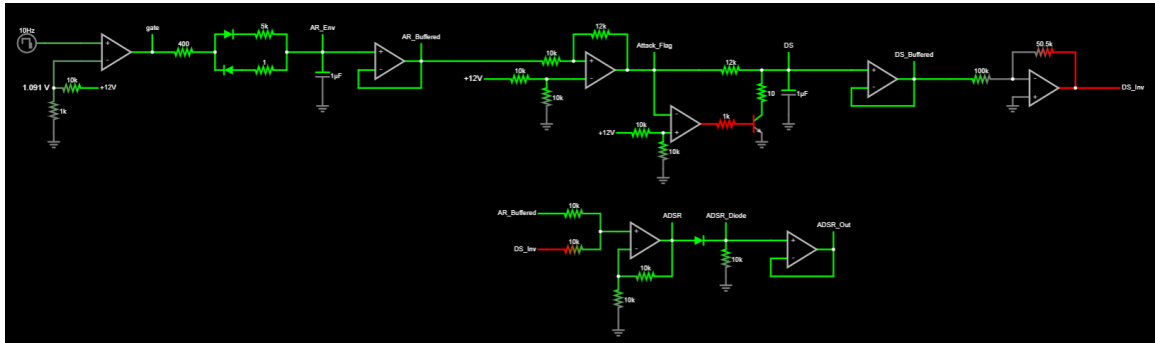 10Hz
gate
400
5k
1
AR_Env
1μF
AR_Buffered
10k
1.091 V
+12V
1k
10k
12k
+12V
10k
10k
Attack_Flag
12k
DS
10
1μF
1k
+12V
10k
10k
DS_Buffered
100k
50.5k
DS_Inv
AR_Buffered
10k
DS_Inv
10k
ADSR
10k
10k
ADSR_Diode
10k
ADSR_Out